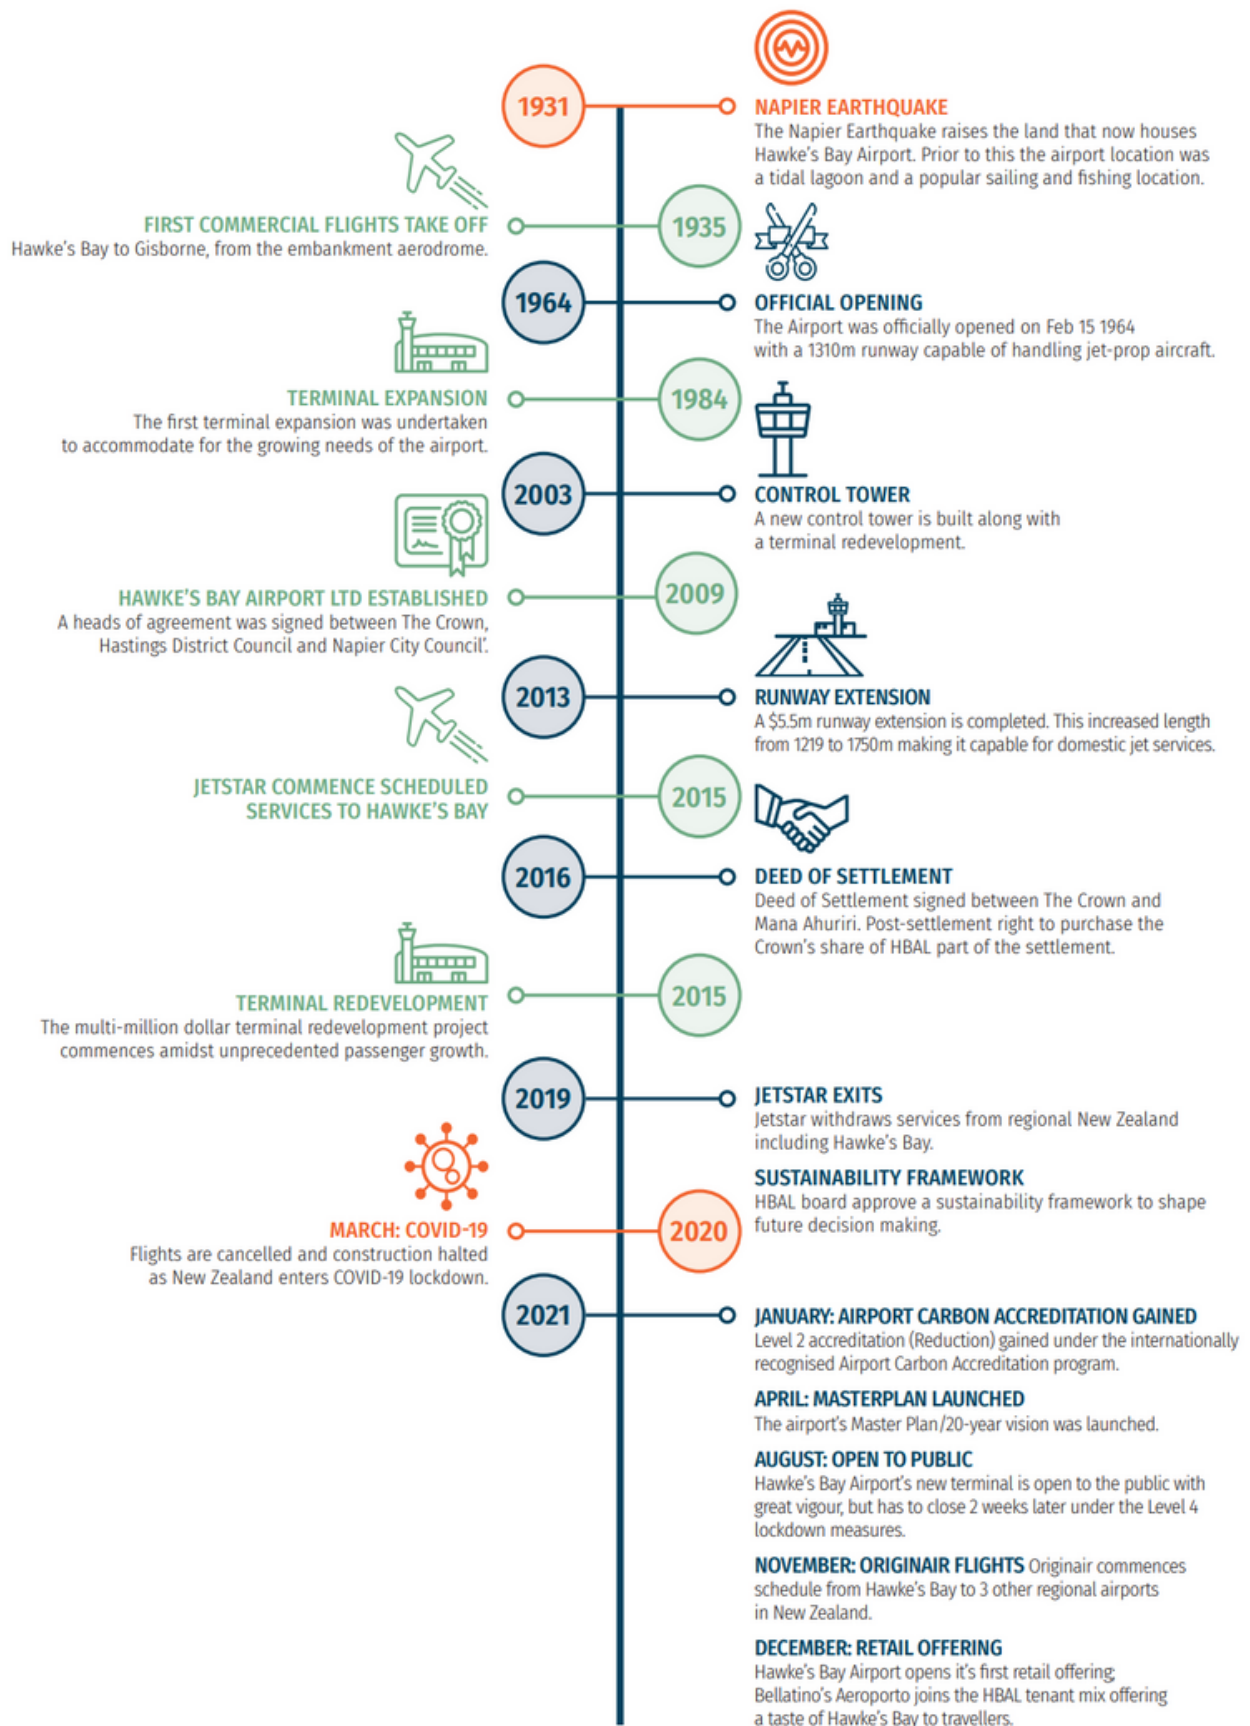 1931
NAPIER EARTHQUAKE
The Napier Earthquake raises the land that now houses
Hawke's Bay Airport. Prior to this the airport location was
a tidal lagoon and a popular sailing and fishing location.
FIRST COMMERCIAL FLIGHTS TAKE OFF
Hawke's Bay to Gisborne, from the embankment aerodrome.
1935
1964
OFFICIAL OPENING
The Airport was officially opened on Feb 15 1964
with a 1310m runway capable of handling jet-prop aircraft.
TERMINAL EXPANSION
The first terminal expansion was undertaken
to accommodate for the growing needs of the airport.
1984
2003
CONTROL TOWER
A new control tower is built along with
a terminal redevelopment.
HAWKE'S BAY AIRPORT LTD ESTABLISHED
A heads of agreement was signed between The Crown,
Hastings District Council and Napier City Council'.
2009
2013
RUNWAY EXTENSION
A $5.5m runway extension is completed. This increased length
from 1219 to 1750m making it capable for domestic jet services.
JETSTAR COMMENCE SCHEDULED
SERVICES TO HAWKE'S BAY
2015
2016
DEED OF SETTLEMENT
Deed of Settlement signed between The Crown and
Mana Ahuriri. Post-settlement right to purchase the
Crown's share of HBAL part of the settlement.
TERMINAL REDEVELOPMENT
The multi-million dollar terminal redevelopment project
commences amidst unprecedented passenger growth.
2015
2019
JETSTAR EXITS
Jetstar withdraws services from regional New Zealand
including Hawke's Bay.
SUSTAINABILITY FRAMEWORK
HBAL board approve a sustainability framework to shape
future decision making.
MARCH: COVID-19
Flights are cancelled and construction halted
as New Zealand enters COVID-19 lockdown.
2020
2021
JANUARY: AIRPORT CARBON ACCREDITATION GAINED
Level 2 accreditation (Reduction) gained under the internationally
recognised Airport Carbon Accreditation program.
APRIL: MASTERPLAN LAUNCHED
The airport's Master Plan/20-year vision was launched.
AUGUST: OPEN TO PUBLIC
Hawke's Bay Airport's new terminal is open to the public with
great vigour, but has to close 2 weeks later under the Level 4
lockdown measures.
NOVEMBER: ORIGINAIR FLIGHTS Originair commences
schedule from Hawke's Bay to 3 other regional airports
in New Zealand.
DECEMBER: RETAIL OFFERING
Hawke's Bay Airport opens it's first retail offering;
Bellatino's Aeroporto joins the HBAL tenant mix offering
a taste of Hawke's Bay to travellers.